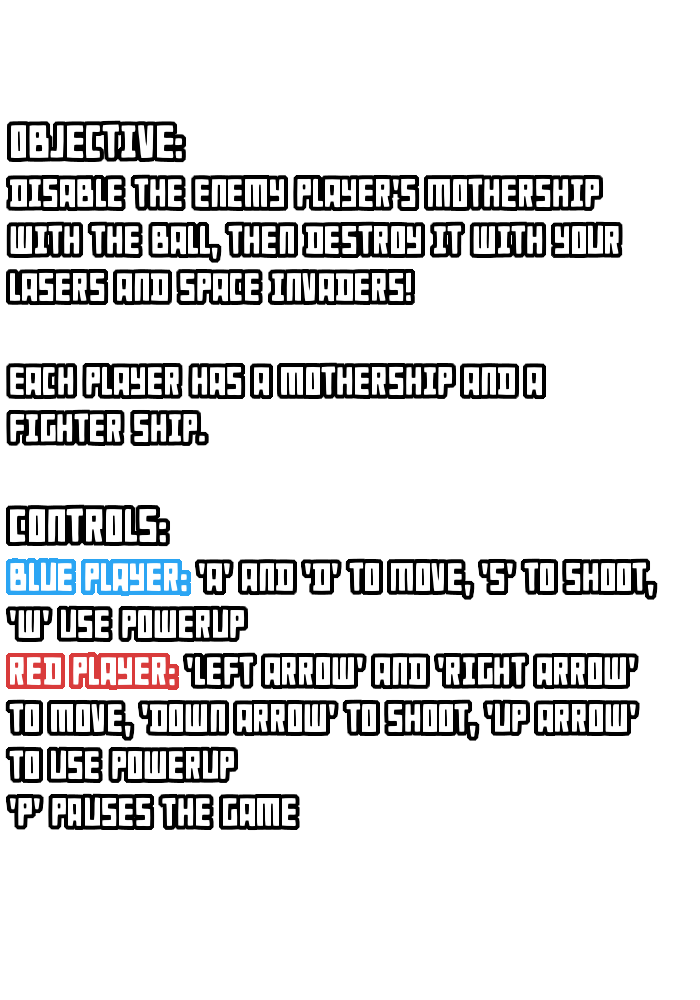 OBJECTIVE:
DISABLE THE ENEMY PLAYER'S MOTHERSHIP
WITH THE BALL, THEN DESTROY IT WITH YOUR
LASERS AND SPACE INVADERS!
EACH PLAYER HAS A MOTHERSHIP AND A
FIGHTER SHIP.
CONTROLS:
BLUE PLAYER: 'A' AND 'D' TO MOVE, 'S' TO SHOOT,
'W' USE POWERUP
RED PLAYER: 'LEFT ARROW' AND 'RIGHT ARROW'
TO MOVE, 'DOWN ARROW' TO SHOOT, 'UP ARROW'
TO USE POWERUP
'P' PAUSES THE GAME